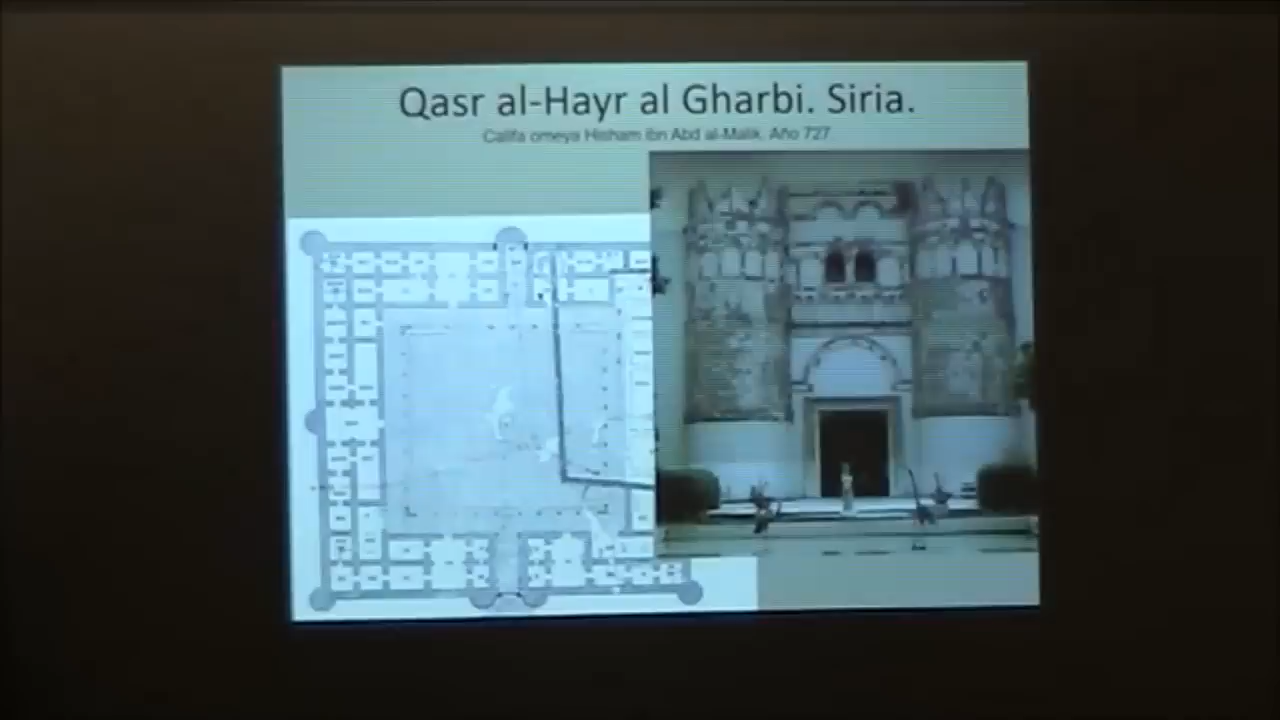 Qasr al-Hayr al Gharbi. Siria.
Califa omeya Hisham ibn Abd al-Malik. Año 727